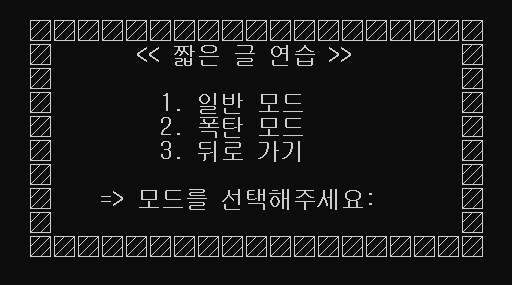 << 짧은 글 연습 >>
1. 일반 모드
2. 폭탄 모드
3. 뒤로 가기
=> 모드를 선택해주세요: